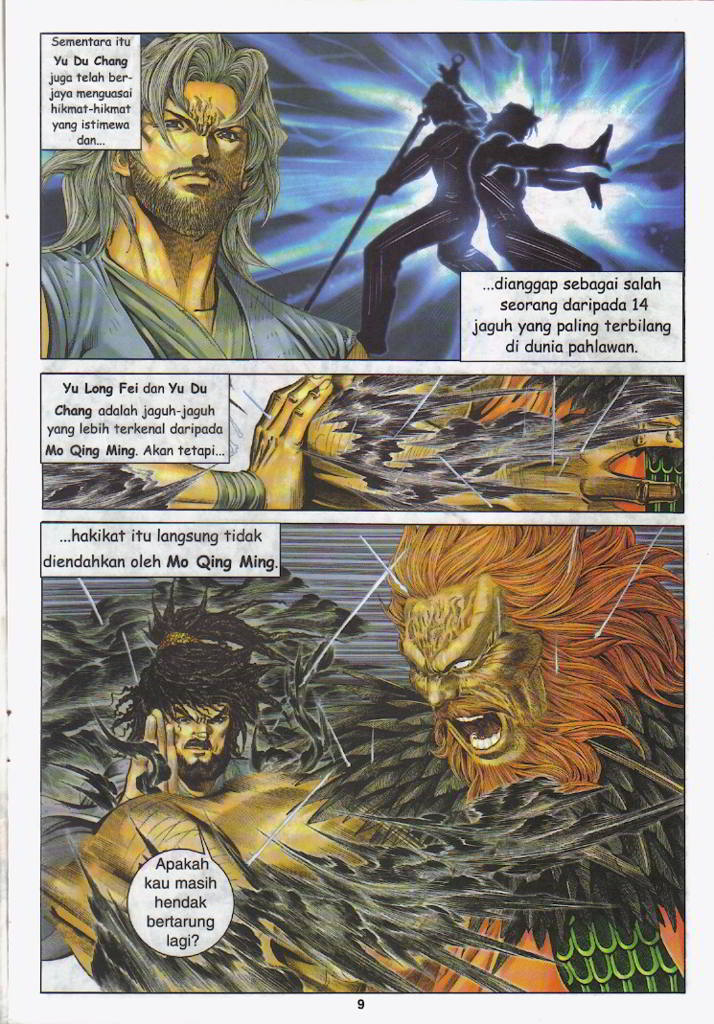 Sementara itu
Yu Du Chang
juga telah ber-
jaya menguasai
hikmat-hikmat
yang istimewa
dan...
...dianggap sebagai salah
seorang daripada 14
jaguh yang paling terbilang
di dunia pahlawan.
Yu Long Fei dan Yu Du
Chang adalah jaguh-jaguh
yang lebih terkenal daripada
Mo Qing Ming. Akan tetapi...
...hakikat itu langsung tidak
diendahkan oleh Mo Qing Ming.
Apakah
kau masih
hendak
bertarung
lagi?
9